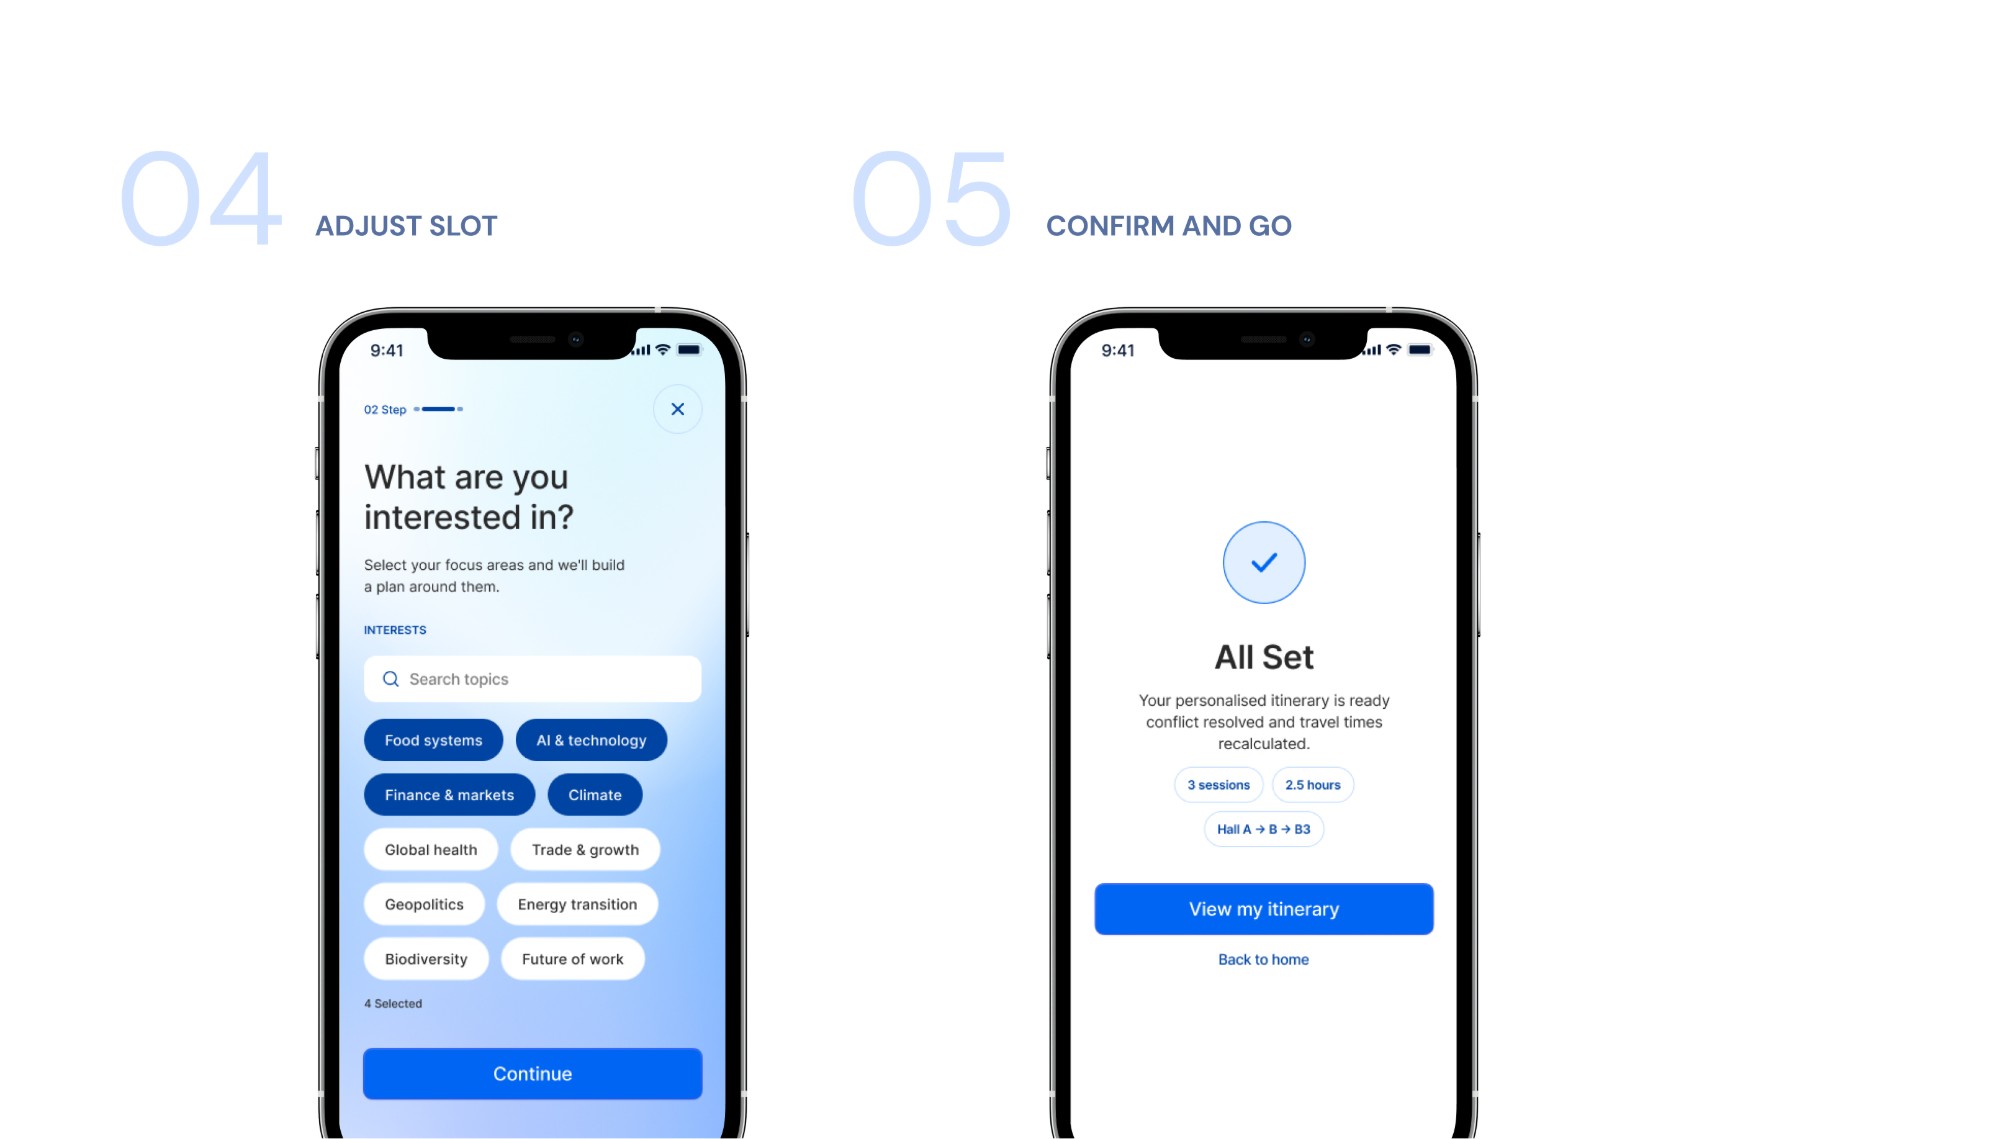 04 ADJUST SLOT
9:41
02 Step
What are you
interested in?
Select your focus areas and we'll build
a plan around them.
INTERESTS
Search topics
Food systems
AI & technology
Finance & markets
Climate
Global health
Trade & growth
Geopolitics
Energy transition
Biodiversity
Future of work
4 Selected
Continue
05 CONFIRM AND GO
9:41
All Set
Your personalised itinerary is ready
conflict resolved and travel times
recalculated.
3 sessions
2.5 hours
Hall A → B → B3
View my itinerary
Back to home